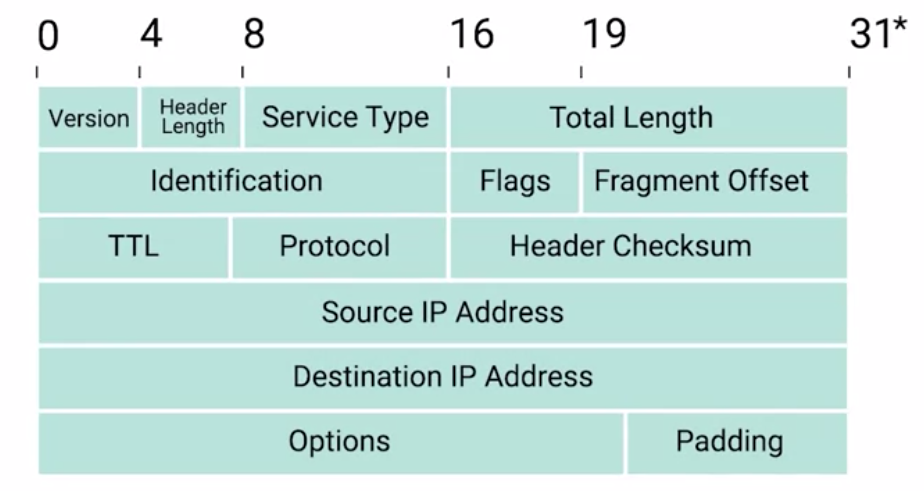 0 4 8 16 19 31*
Version Header Length Service Type Total Length
Identification Flags Fragment Offset
TTL Protocol Header Checksum
Source IP Address
Destination IP Address
Options Padding